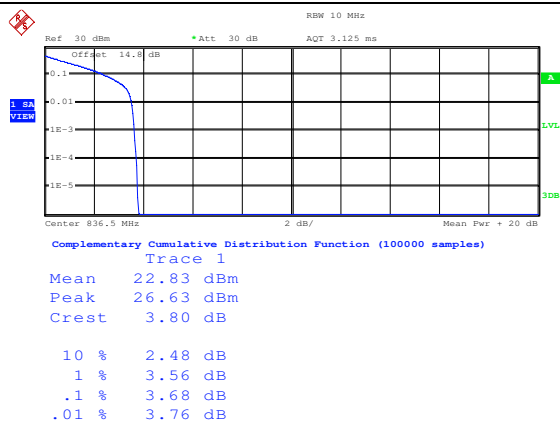 RBW 10 MHz
Ref 30 dBm *Att 30 dB AQT 3.125 ms
Offset 14.8 dB
0.1
A
0.01
1 SA
VIEW
1E-3
LVL
1E-4
1E-5
3DB
Center 836.5 MHz 2 dB/ Mean Pwr + 20 dB
Complementary Cumulative Distribution Function (100000 samples)
Trace 1
Mean 22.83 dBm
Peak 26.63 dBm
Crest 3.80 dB
10 % 2.48 dB
1 % 3.56 dB
.1 % 3.68 dB
.01 % 3.76 dB